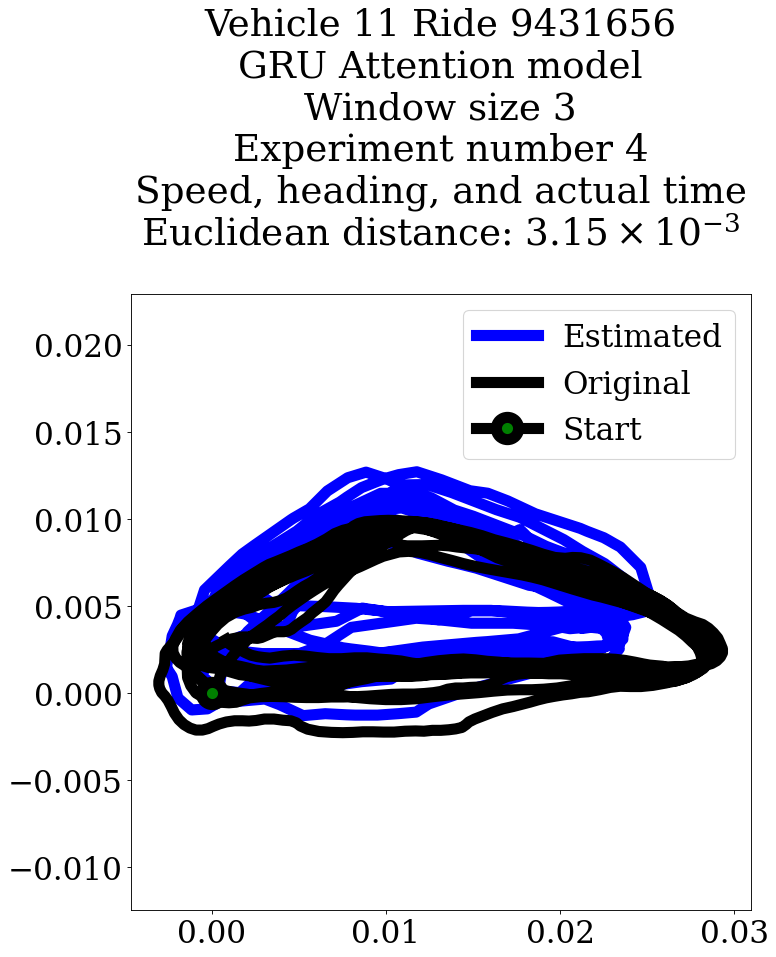 Vehicle 11 Ride 9431656
GRU Attention model
Window size 3
Experiment number 4
Speed, heading, and actual time
Euclidean distance: 3.15 × 10⁻³
Estimated
Original
Start
0.020
0.015
0.010
0.005
0.000
−0.005
−0.010
0.00 0.01 0.02 0.03